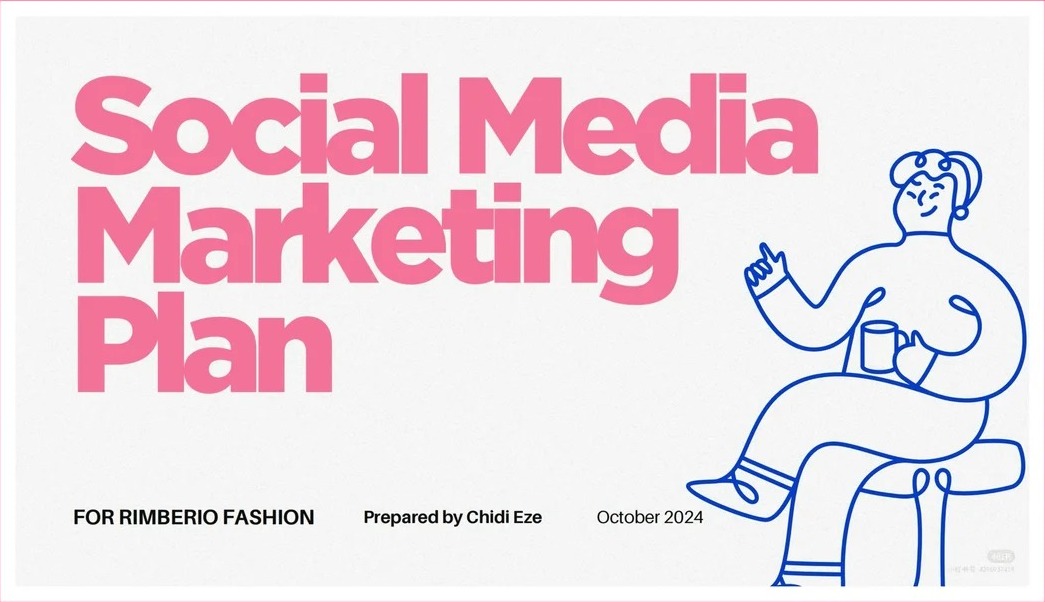 Social Media
Marketing
Plan
FOR RIMBERIO FASHION
Prepared by Chidi Eze
October 2024